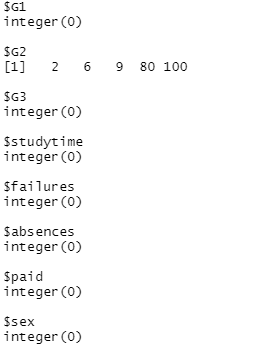 $G1
integer(0)
$G2
[1]   2   6   9  80 100
$G3
integer(0)
$studytime
integer(0)
$failures
integer(0)
$absences
integer(0)
$paid
integer(0)
$sex
integer(0)